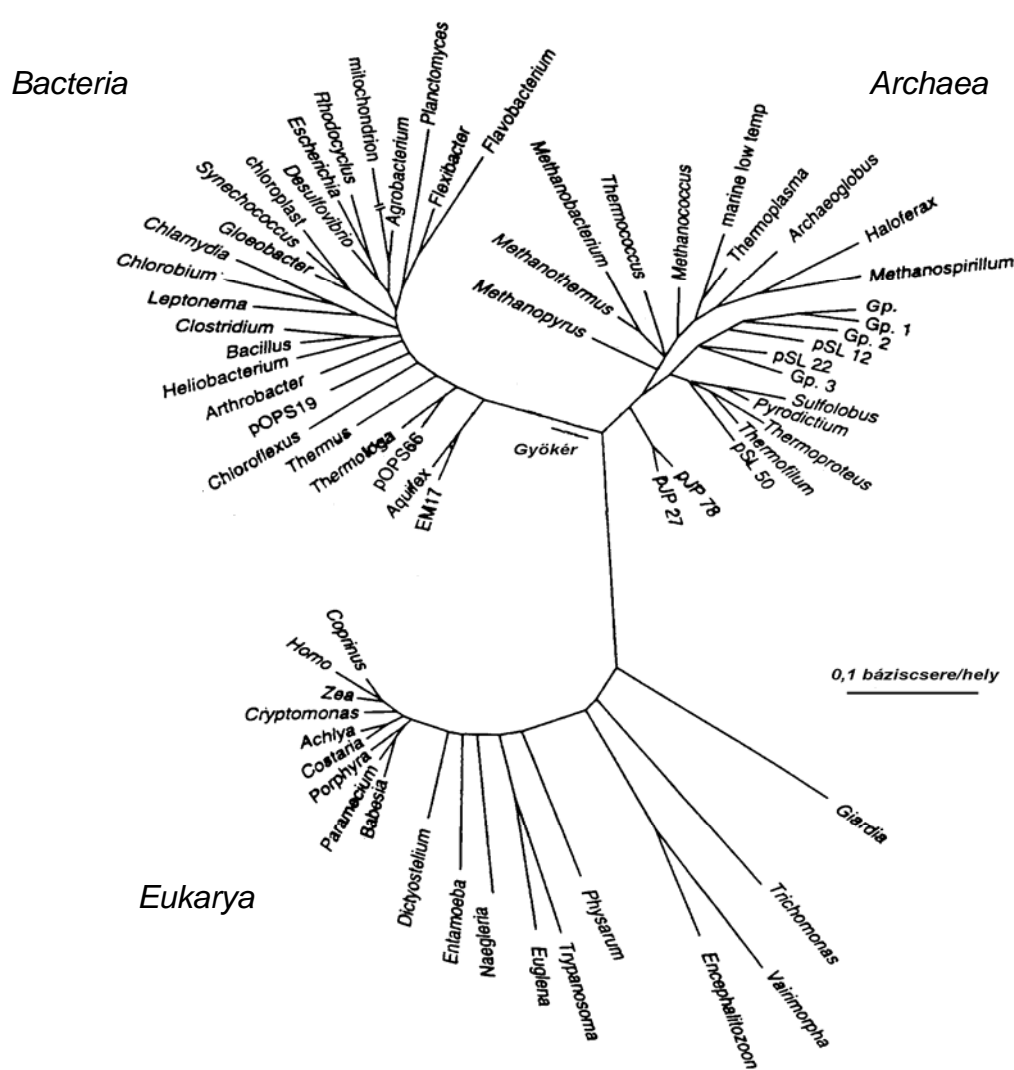 Bacteria
Archaea
Eukarya
Gyökér
0,1 báziscsere/hely
Flavobacterium
Flexibacter
Planctomyces
Agrobacterium
mitochondrion
Rhodocyclus
Escherichia
Desulfovibrio
chloroplast
Synechococcus
Gloeobacter
Chlamydia
Chlorobium
Leptonema
Clostridium
Bacillus
Heliobacterium
Arthrobacter
pOPS19
Chloroflexus
Thermus
Thermotoga
pOPS66
Aquifex
EM17
Methanopyrus
Methanothermus
Methanobacterium
Thermococcus
Methanococcus
marine low temp
Thermoplasma
Archaeoglobus
Haloferax
Methanospirillum
Gp.
Gp. 1
Gp. 2
pSL 12
pSL 22
Gp. 3
Sulfolobus
Pyrodictium
Thermoproteus
Thermofilum
pSL 50
pJP 78
pJP 27
Coprinus
Homo
Zea
Cryptomonas
Achlya
Costaria
Porphyra
Paramecium
Babesia
Dictyostelium
Entamoeba
Naegleria
Euglena
Trypanosoma
Physarum
Encephalitozoon
Vairimorpha
Trichomonas
Giardia